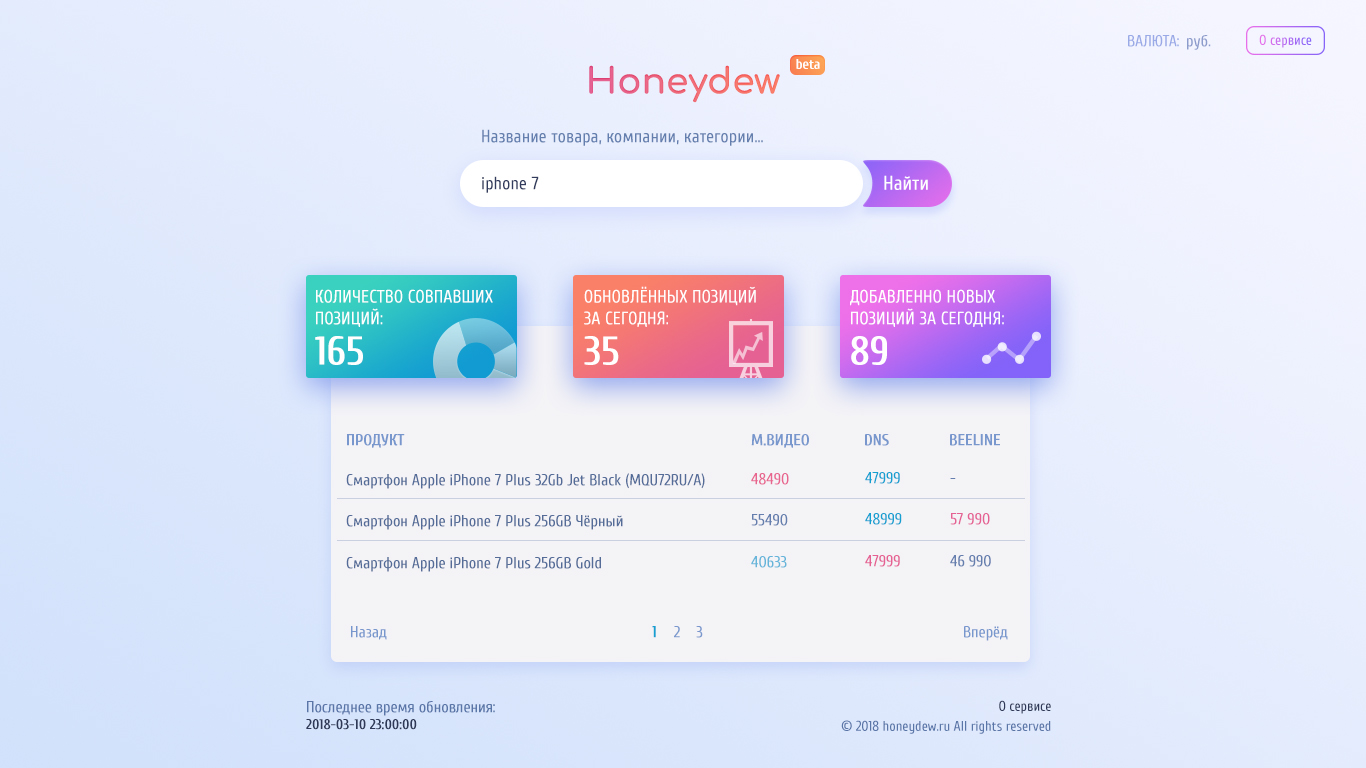 ВАЛЮТА: руб.
О сервисе
Honeydew
beta
Название товара, компании, категории...
iphone 7
Найти
КОЛИЧЕСТВО СОВПАВШИХ
ПОЗИЦИЙ:
165
ОБНОВЛЁННЫХ ПОЗИЦИЙ
ЗА СЕГОДНЯ:
35
ДОБАВЛЕННО НОВЫХ
ПОЗИЦИЙ ЗА СЕГОДНЯ:
89
ПРОДУКТ М.ВИДЕО DNS BEELINE
Смартфон Apple iPhone 7 Plus 32Gb Jet Black (MQU72RU/A) 48490 47999 -
Смартфон Apple iPhone 7 Plus 256GB Чёрный 55490 48999 57 990
Смартфон Apple iPhone 7 Plus 256GB Gold 40633 47999 46 990
Назад 1 2 3 Вперёд
Последнее время обновления:
2018-03-10 23:00:00
О сервисе
© 2018 honeydew.ru All rights reserved